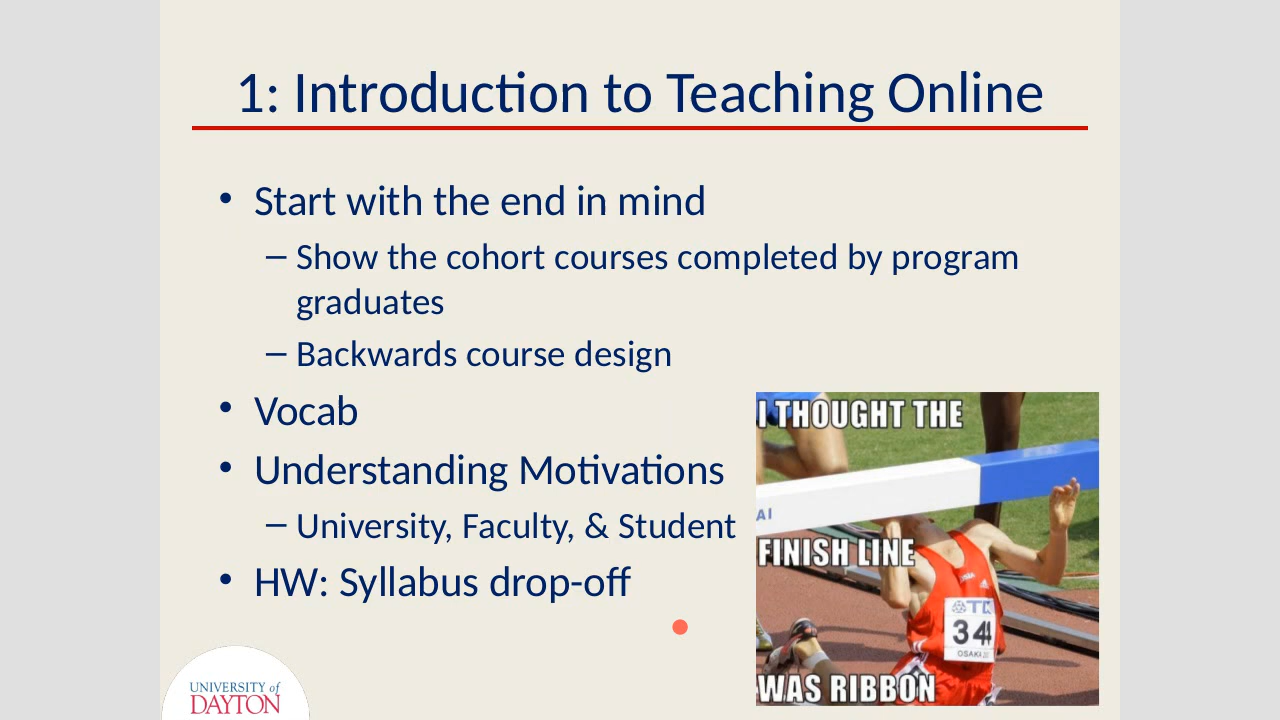 1: Introduction to Teaching Online
• Start with the end in mind
– Show the cohort courses completed by program
graduates
– Backwards course design
• Vocab
• Understanding Motivations
– University, Faculty, & Student
• HW: Syllabus drop-off
I THOUGHT THE
AI
FINISH LINE
TD
34
OSAKA
WAS RIBBON
UNIVERSITY of
DAYTON